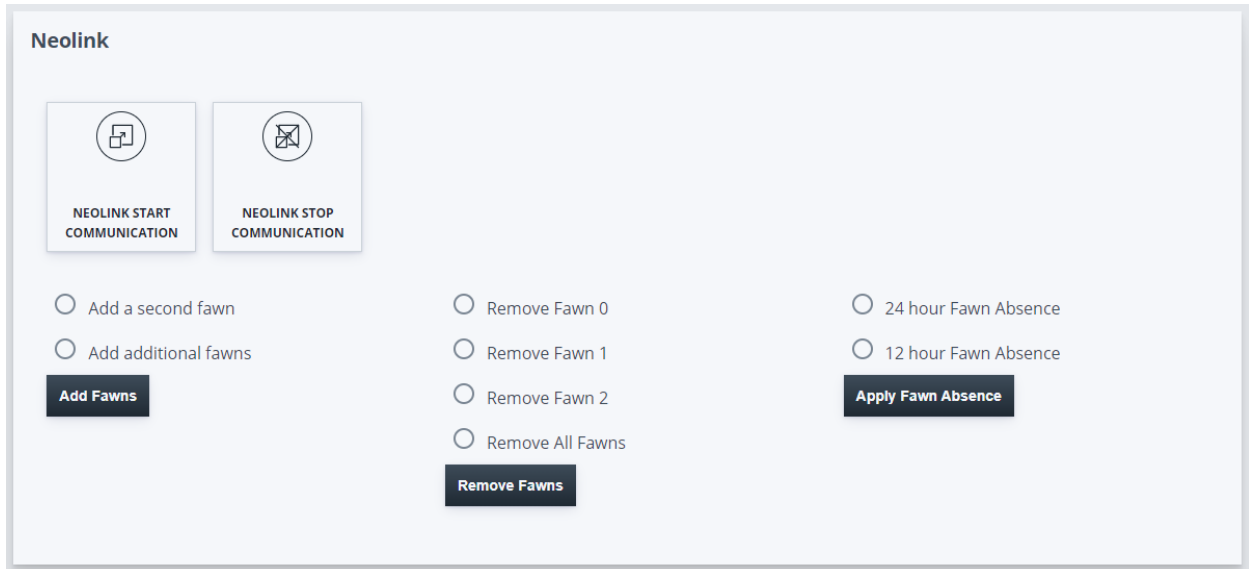 Neolink
NEOLINK START
COMMUNICATION
NEOLINK STOP
COMMUNICATION
Add a second fawn
Add additional fawns
Add Fawns
Remove Fawn 0
Remove Fawn 1
Remove Fawn 2
Remove All Fawns
Remove Fawns
24 hour Fawn Absence
12 hour Fawn Absence
Apply Fawn Absence